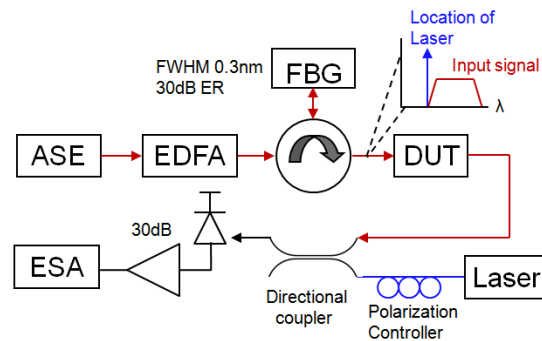 Location of
Laser
Input signal
λ
FWHM 0.3nm
30dB ER
FBG
ASE
EDFA
DUT
30dB
ESA
Directional
coupler
Polarization
Controller
Laser